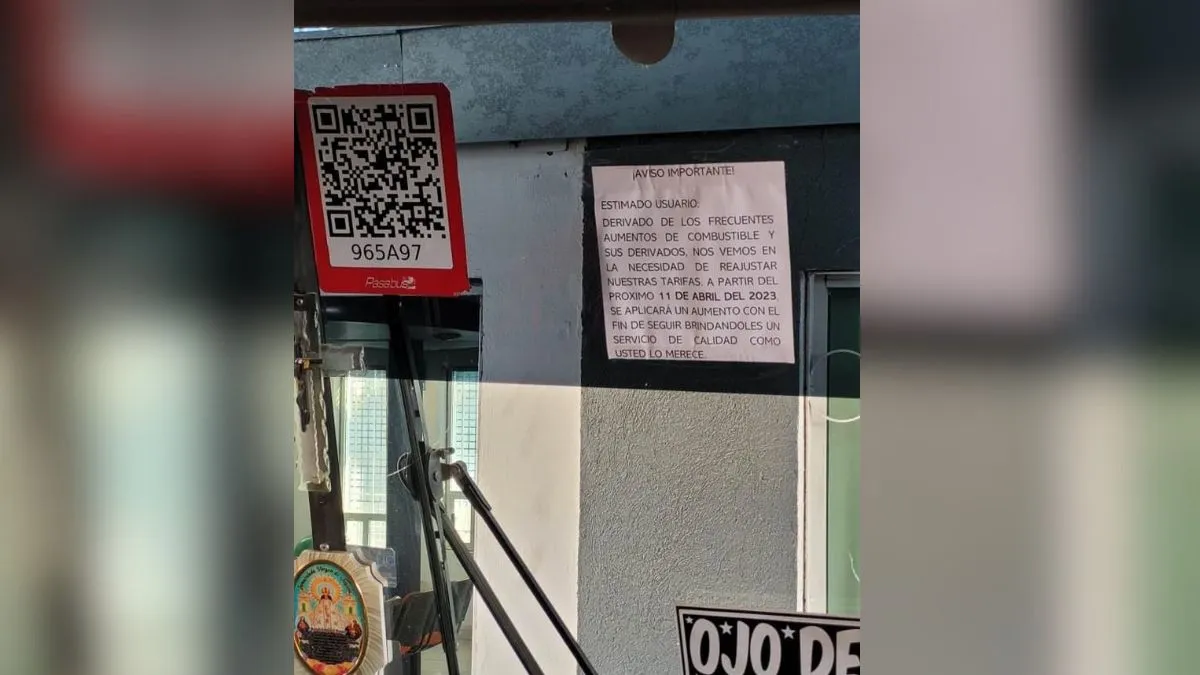 965A97
Pasabus
¡AVISO IMPORTANTE!
ESTIMADO USUARIO:
DERIVADO DE LOS FRECUENTES
AUMENTOS DE COMBUSTIBLE Y
SUS DERIVADOS, NOS VEMOS EN
LA NECESIDAD DE REAJUSTAR
NUESTRAS TARIFAS, A PARTIR DEL
PROXIMO 11 DE ABRIL DEL 2023,
SE APLICARÁ UN AUMENTO CON EL
FIN DE SEGUIR BRINDANDOLES UN
SERVICIO DE CALIDAD COMO
USTED LO MERECE.
OJO DE